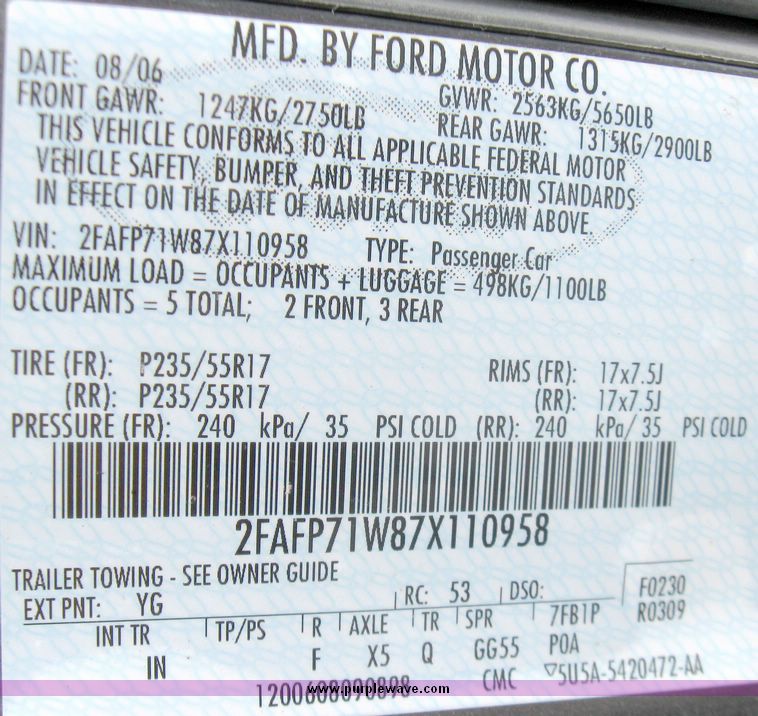 MFD. BY FORD MOTOR CO.
DATE: 08/06 GVWR: 2563KG/5650LB
FRONT GAWR: 1247KG/2750LB REAR GAWR: 1315KG/2900LB
THIS VEHICLE CONFORMS TO ALL APPLICABLE FEDERAL MOTOR
VEHICLE SAFETY, BUMPER, AND THEFT PREVENTION STANDARDS
IN EFFECT ON THE DATE OF MANUFACTURE SHOWN ABOVE.
VIN: 2FAFP71W87X110958 TYPE: Passenger Car
MAXIMUM LOAD = OCCUPANTS + LUGGAGE = 498KG/1100LB
OCCUPANTS = 5 TOTAL; 2 FRONT, 3 REAR
TIRE (FR): P235/55R17 RIMS (FR): 17x7.5J
(RR): P235/55R17 (RR): 17x7.5J
PRESSURE (FR): 240 kPa/ 35 PSI COLD (RR): 240 kPa/ 35 PSI COLD
2FAFP71W87X110958
TRAILER TOWING - SEE OWNER GUIDE
EXT PNT: YG RC: 53 DSO: F0230
INT TR TP/PS R AXLE TR SPR 7FB1P R0309
IN F X5 Q GG55 POA
CMC ▽5U5A-5420472-AA
1200608090898
www.purplewave.com